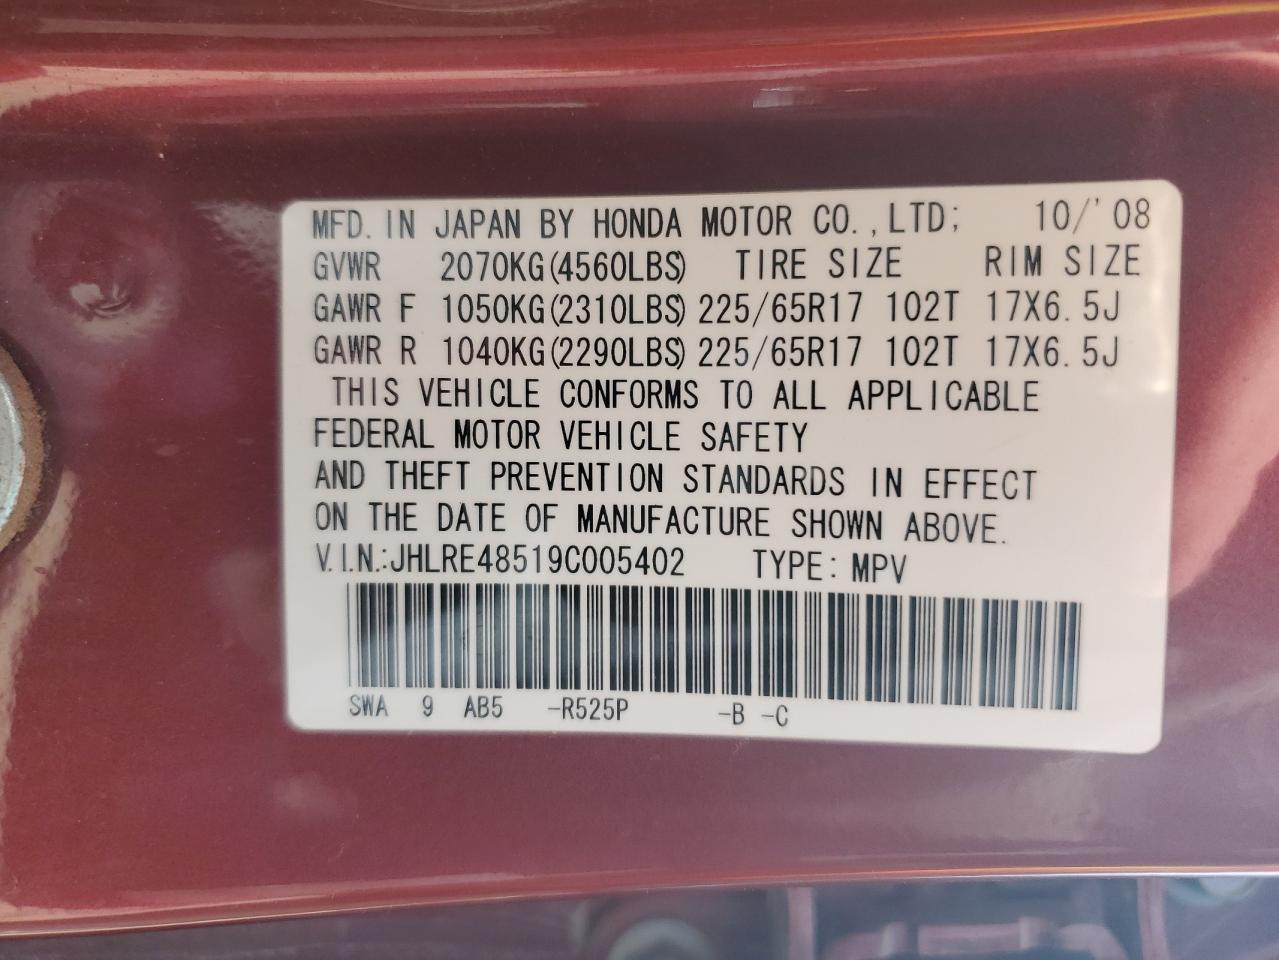 MFD. IN JAPAN BY HONDA MOTOR CO.,LTD; 10/'08
GVWR 2070KG(4560LBS) TIRE SIZE RIM SIZE
GAWR F 1050KG(2310LBS) 225/65R17 102T 17X6.5J
GAWR R 1040KG(2290LBS) 225/65R17 102T 17X6.5J
THIS VEHICLE CONFORMS TO ALL APPLICABLE
FEDERAL MOTOR VEHICLE SAFETY
AND THEFT PREVENTION STANDARDS IN EFFECT
ON THE DATE OF MANUFACTURE SHOWN ABOVE.
V.I.N.:JHLRE48519C005402 TYPE: MPV
SWA 9 AB5 -R525P -B -C